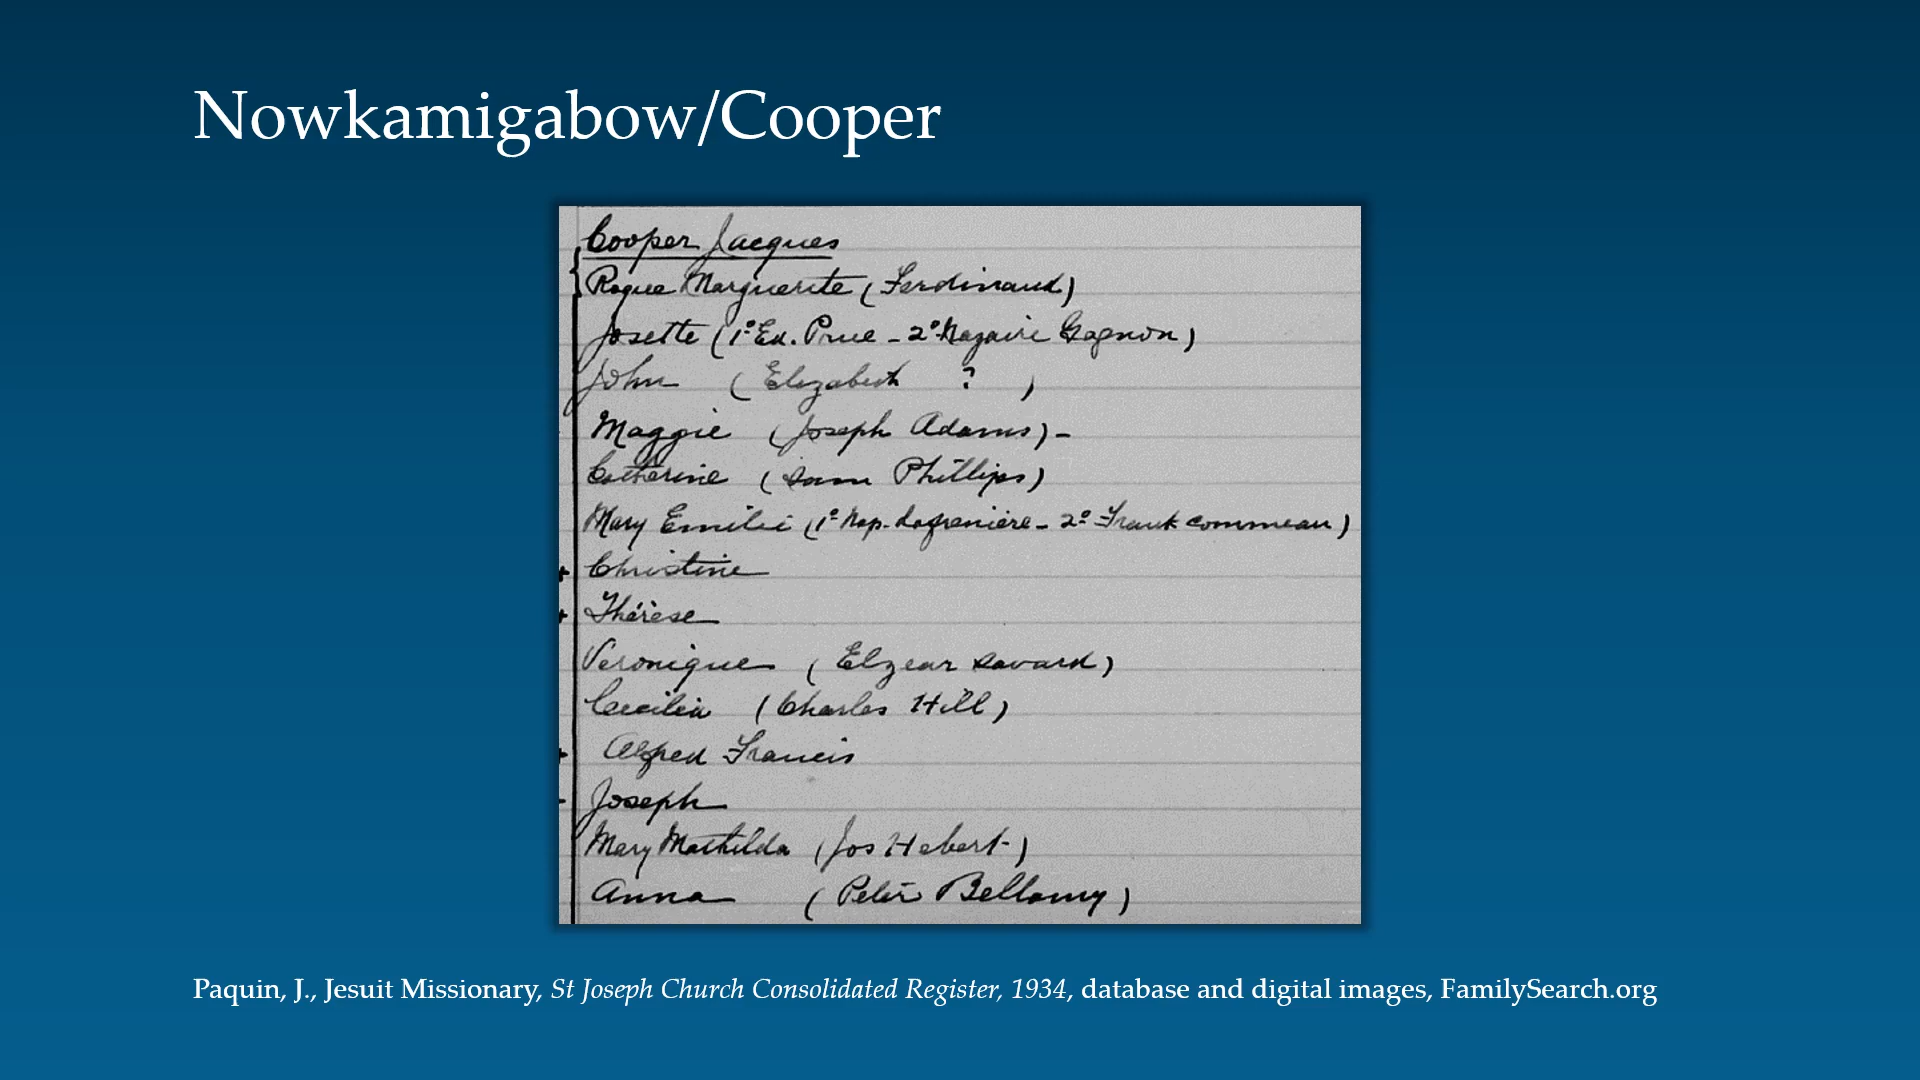 Nowkamigabow/Cooper
Cooper Jacques
Roque Marguerite (Ferdinand)
Josette (1° Ed. Prue - 2° Nazaire Gagnon)
John ( Elizabeth ? )
Maggie (Joseph Adams) -
Catherine (Sam Phillips)
Mary Emilie (1° Nap. Lafrenière - 2° Frank Commeau)
+ Christine
+ Thérèse
Veronique (Elzear Savard)
Cecilia (Charles Hill)
+ Alfred Francis
- Joseph
Mary Mathilda (Jos Hebert)
Anna (Peter Bellamy)
Paquin, J., Jesuit Missionary, St Joseph Church Consolidated Register, 1934, database and digital images, FamilySearch.org